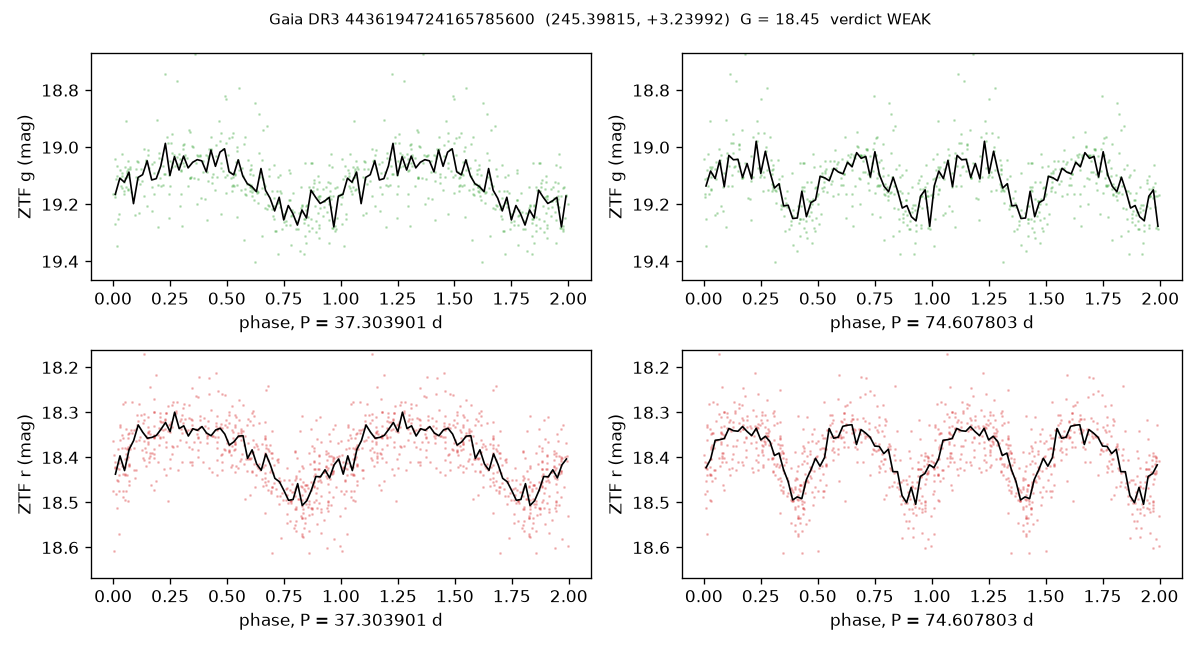 Gaia DR3 4436194724165785600 (245.39815, +3.23992) G = 18.45 verdict WEAK
ZTF g (mag)
18.8
19.0
19.2
19.4
0.00 0.25 0.50 0.75 1.00 1.25 1.50 1.75 2.00
phase, P = 37.303901 d
ZTF g (mag)
18.8
19.0
19.2
19.4
0.00 0.25 0.50 0.75 1.00 1.25 1.50 1.75 2.00
phase, P = 74.607803 d
ZTF r (mag)
18.2
18.3
18.4
18.5
18.6
0.00 0.25 0.50 0.75 1.00 1.25 1.50 1.75 2.00
phase, P = 37.303901 d
ZTF r (mag)
18.2
18.3
18.4
18.5
18.6
0.00 0.25 0.50 0.75 1.00 1.25 1.50 1.75 2.00
phase, P = 74.607803 d